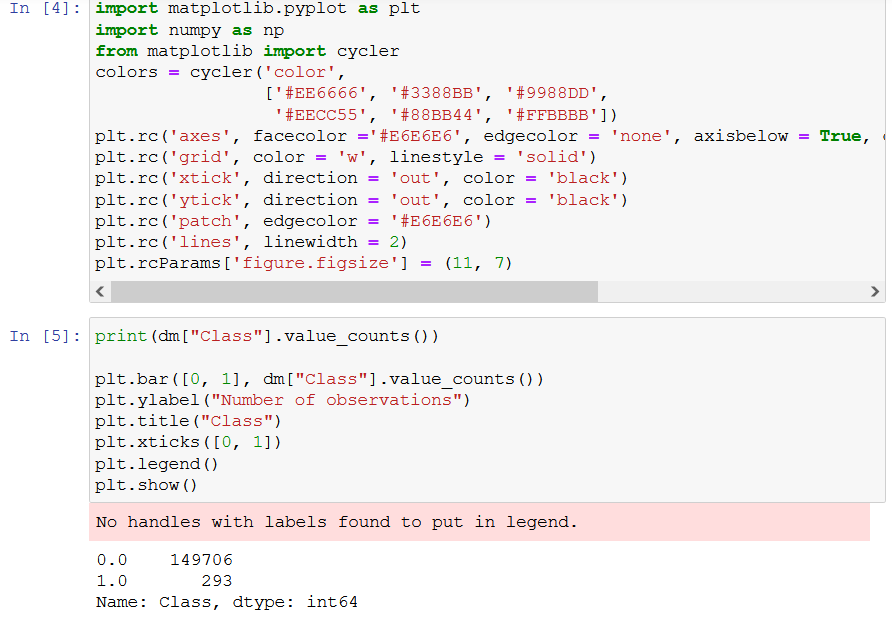 In [4]: import matplotlib.pyplot as plt
import numpy as np
from matplotlib import cycler
colors = cycler('color',
['#EE6666', '#3388BB', '#9988DD',
'#EECC55', '#88BB44', '#FFBBBB'])
plt.rc('axes', facecolor ='#E6E6E6', edgecolor = 'none', axisbelow = True,
plt.rc('grid', color = 'w', linestyle = 'solid')
plt.rc('xtick', direction = 'out', color = 'black')
plt.rc('ytick', direction = 'out', color = 'black')
plt.rc('patch', edgecolor = '#E6E6E6')
plt.rc('lines', linewidth = 2)
plt.rcParams['figure.figsize'] = (11, 7)
In [5]: print(dm["Class"].value_counts())
plt.bar([0, 1], dm["Class"].value_counts())
plt.ylabel("Number of observations")
plt.title("Class")
plt.xticks([0, 1])
plt.legend()
plt.show()
No handles with labels found to put in legend.
0.0 149706
1.0 293
Name: Class, dtype: int64